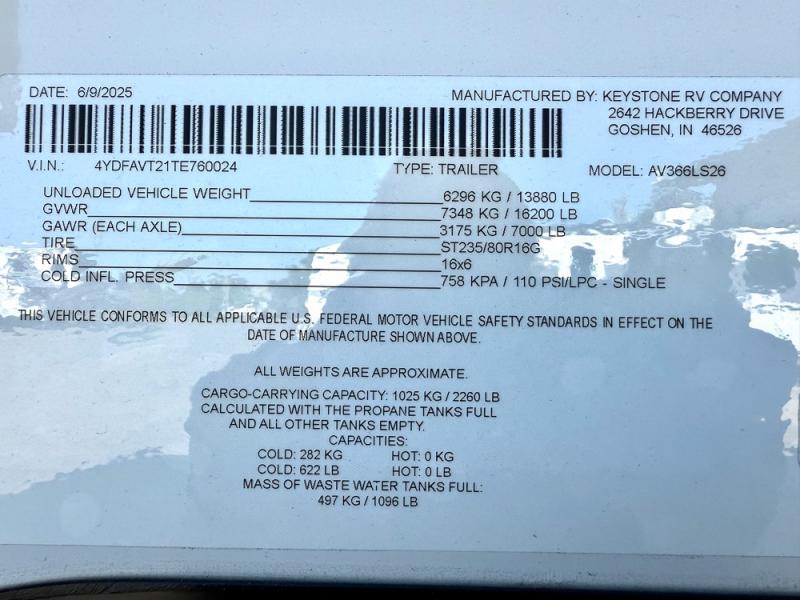 DATE: 6/9/2025
MANUFACTURED BY: KEYSTONE RV COMPANY
2642 HACKBERRY DRIVE
GOSHEN, IN 46526
V.I.N.: 4YDFAVT21TE760024 TYPE: TRAILER MODEL: AV366LS26
UNLOADED VEHICLE WEIGHT 6296 KG / 13880 LB
GVWR 7348 KG / 16200 LB
GAWR (EACH AXLE) 3175 KG / 7000 LB
TIRE ST235/80R16G
RIMS 16x6
COLD INFL. PRESS 758 KPA / 110 PSI/LPC - SINGLE
THIS VEHICLE CONFORMS TO ALL APPLICABLE U.S. FEDERAL MOTOR VEHICLE SAFETY STANDARDS IN EFFECT ON THE
DATE OF MANUFACTURE SHOWN ABOVE.
ALL WEIGHTS ARE APPROXIMATE.
CARGO-CARRYING CAPACITY: 1025 KG / 2260 LB
CALCULATED WITH THE PROPANE TANKS FULL
AND ALL OTHER TANKS EMPTY.
CAPACITIES:
COLD: 282 KG HOT: 0 KG
COLD: 622 LB HOT: 0 LB
MASS OF WASTE WATER TANKS FULL:
497 KG / 1096 LB